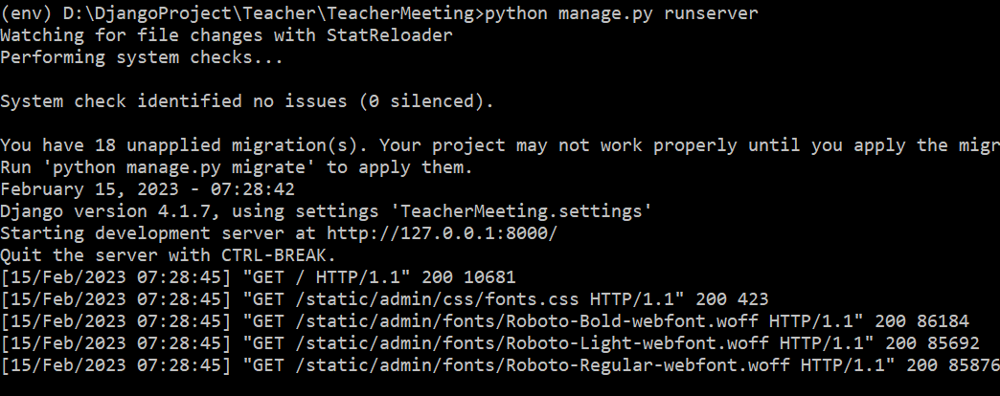 (env) D:\DjangoProject\Teacher\TeacherMeeting>python manage.py runserver
Watching for file changes with StatReloader
Performing system checks...
System check identified no issues (0 silenced).
You have 18 unapplied migration(s). Your project may not work properly until you apply the migr
Run 'python manage.py migrate' to apply them.
February 15, 2023 - 07:28:42
Django version 4.1.7, using settings 'TeacherMeeting.settings'
Starting development server at http://127.0.0.1:8000/
Quit the server with CTRL-BREAK.
[15/Feb/2023 07:28:45] "GET / HTTP/1.1" 200 10681
[15/Feb/2023 07:28:45] "GET /static/admin/css/fonts.css HTTP/1.1" 200 423
[15/Feb/2023 07:28:45] "GET /static/admin/fonts/Roboto-Bold-webfont.woff HTTP/1.1" 200 86184
[15/Feb/2023 07:28:45] "GET /static/admin/fonts/Roboto-Light-webfont.woff HTTP/1.1" 200 85692
[15/Feb/2023 07:28:45] "GET /static/admin/fonts/Roboto-Regular-webfont.woff HTTP/1.1" 200 85876